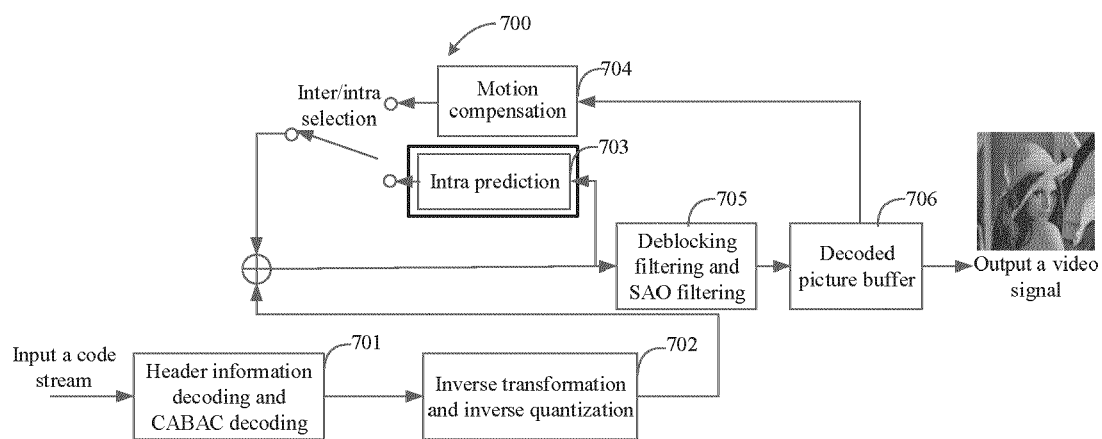 700
704
Motion
compensation
Inter/intra
selection
703
Intra prediction
705
Deblocking
filtering and
SAO filtering
706
Decoded
picture buffer
Output a video
signal
Input a code
stream
701
Header information
decoding and
CABAC decoding
702
Inverse transformation
and inverse quantization